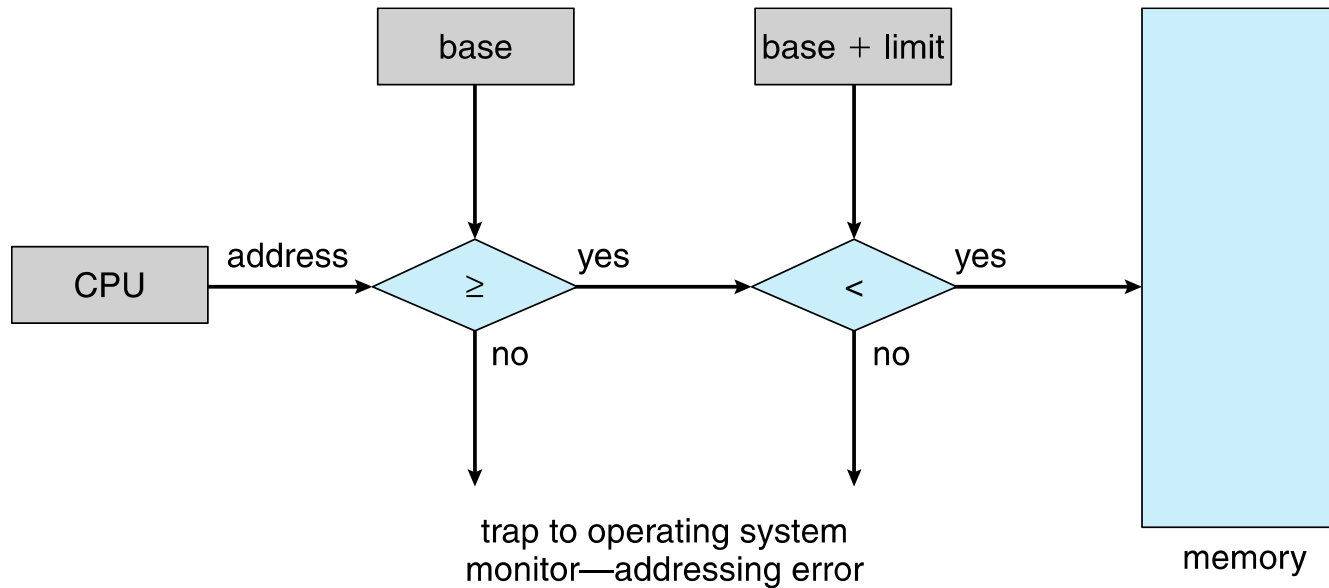 base
base + limit
CPU
address
≥
yes
<
yes
no
no
trap to operating system
monitor—addressing error
memory